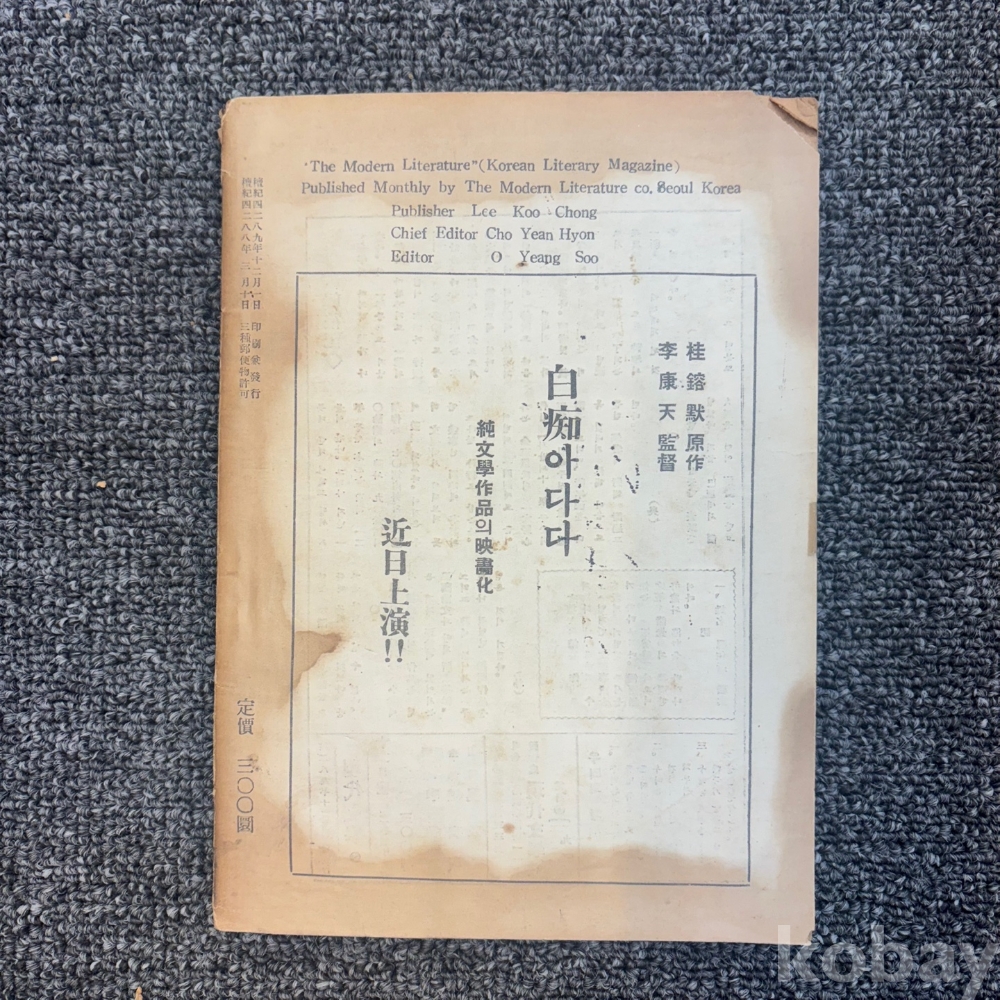 "The Modern Literature" (Korean Literary Magazine)
Published Monthly by The Modern Literature co. Seoul Korea
Publisher Lee Koo Chong
Chief Editor Cho Yean Hyon
Editor O Yeang Soo
桂鎔默 原作
李康天 監督
白痴아다다
純文學作品의映畵化
近日上演!!
檀紀四二八九年十二月一日 印刷兼發行
檀紀四二八八年 月十日 三種郵便物許可
定價 三〇〇圜
kobay